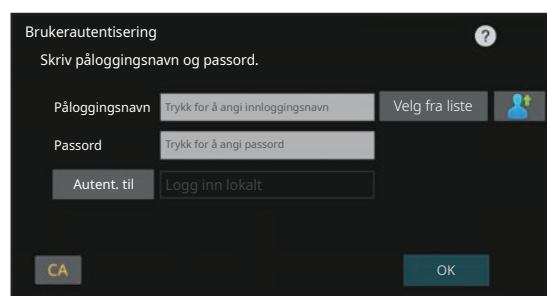 Brukerautentisering
?
Skriv påloggingsnavn og passord.
Påloggingsnavn Trykk for å angi innloggingsnavn Velg fra liste
Passord Trykk for å angi passord
Autent. til Logg inn lokalt
CA OK